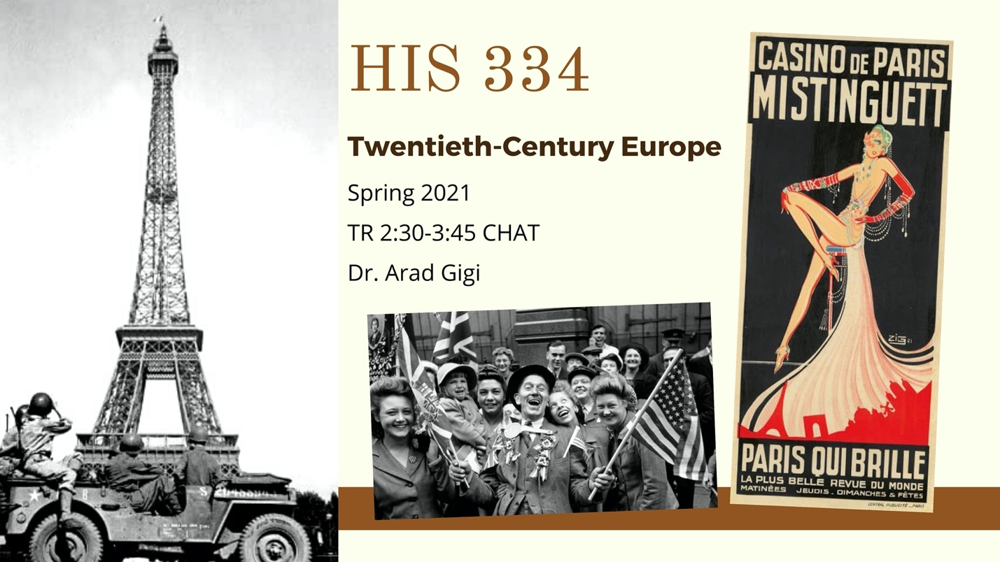 HIS 334
Twentieth-Century Europe
Spring 2021
TR 2:30-3:45 CHAT
Dr. Arad Gigi
CASINO DE PARIS
MISTINGUETT
ZIG
PARIS QUI BRILLE
LA PLUS BELLE REVUE DU MONDE
MATINÉES JEUDIS. DIMANCHES & FÊTES
CENTRAL PUBLICITÉ _ PARIS